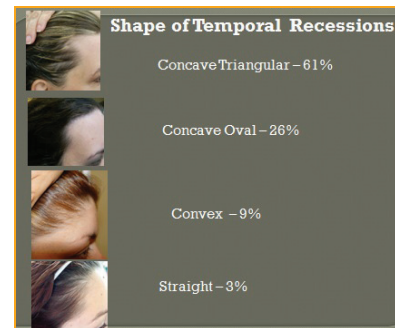 Shape of Temporal Recessions
Concave Triangular – 61%
Concave Oval – 26%
Convex – 9%
Straight – 3%